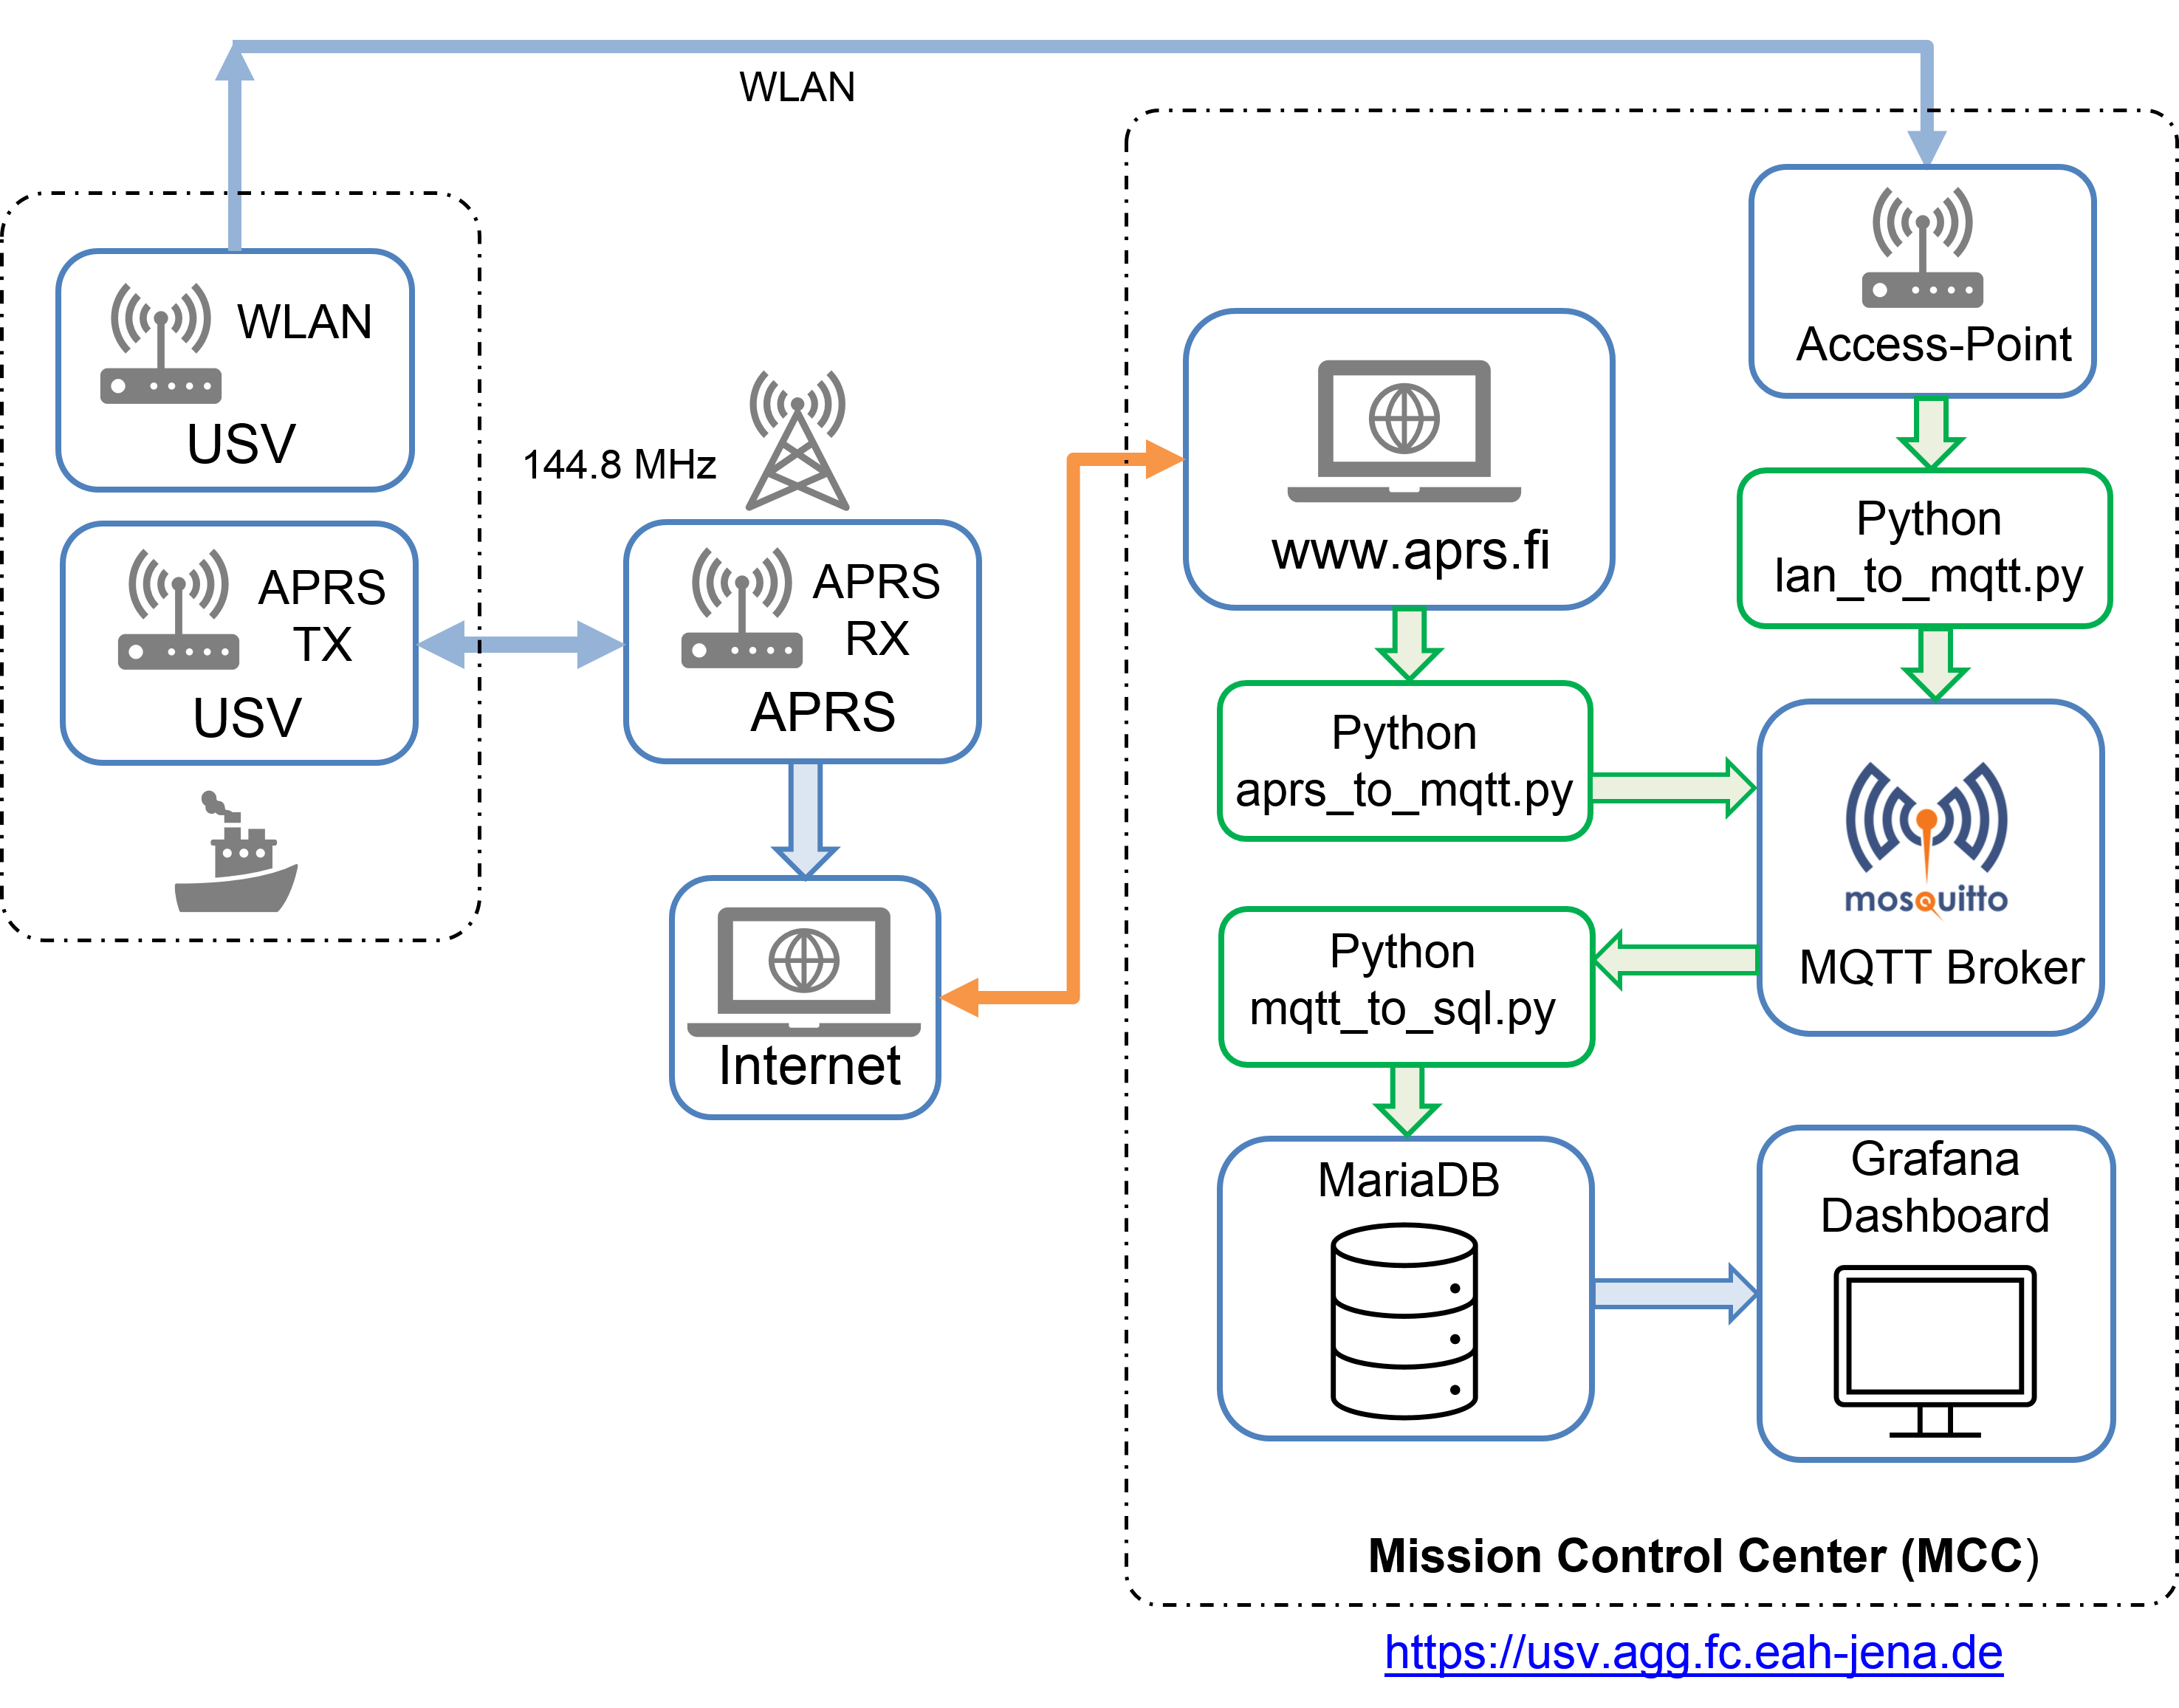 WLAN
WLAN
USV
APRS
TX
USV
144.8 MHz
APRS
RX
APRS
Internet
www.aprs.fi
Access-Point
Python
lan_to_mqtt.py
Python
aprs_to_mqtt.py
mosquitto
MQTT Broker
Python
mqtt_to_sql.py
MariaDB
Grafana
Dashboard
Mission Control Center (MCC)
https://usv.agg.fc.eah-jena.de